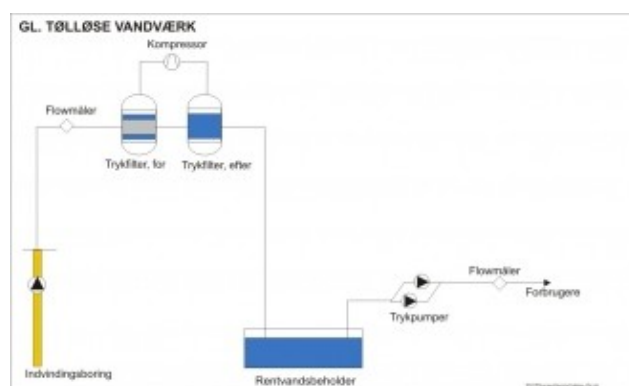 GL. TØLLØSE VANDVÆRK
Kompressor
Flowmåler
Trykfilter, for
Trykfilter, efter
Flowmåler
Forbrugere
Trykpumper
Indvindingsboring
Rentvandsbeholder